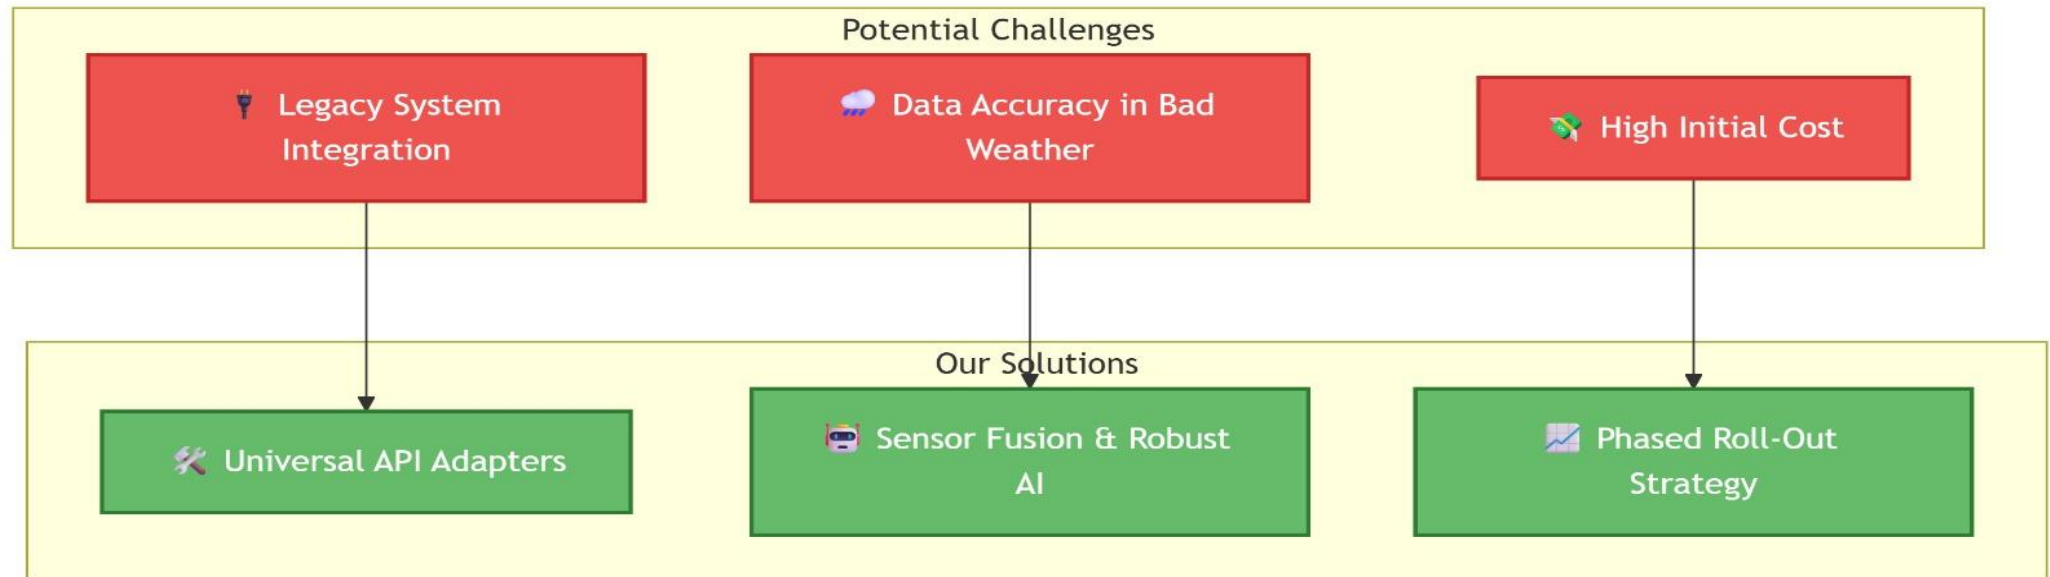 Potential Challenges
Legacy System
Integration
Data Accuracy in Bad
Weather
High Initial Cost
Our Solutions
Universal API Adapters
Sensor Fusion & Robust
AI
Phased Roll-Out
Strategy